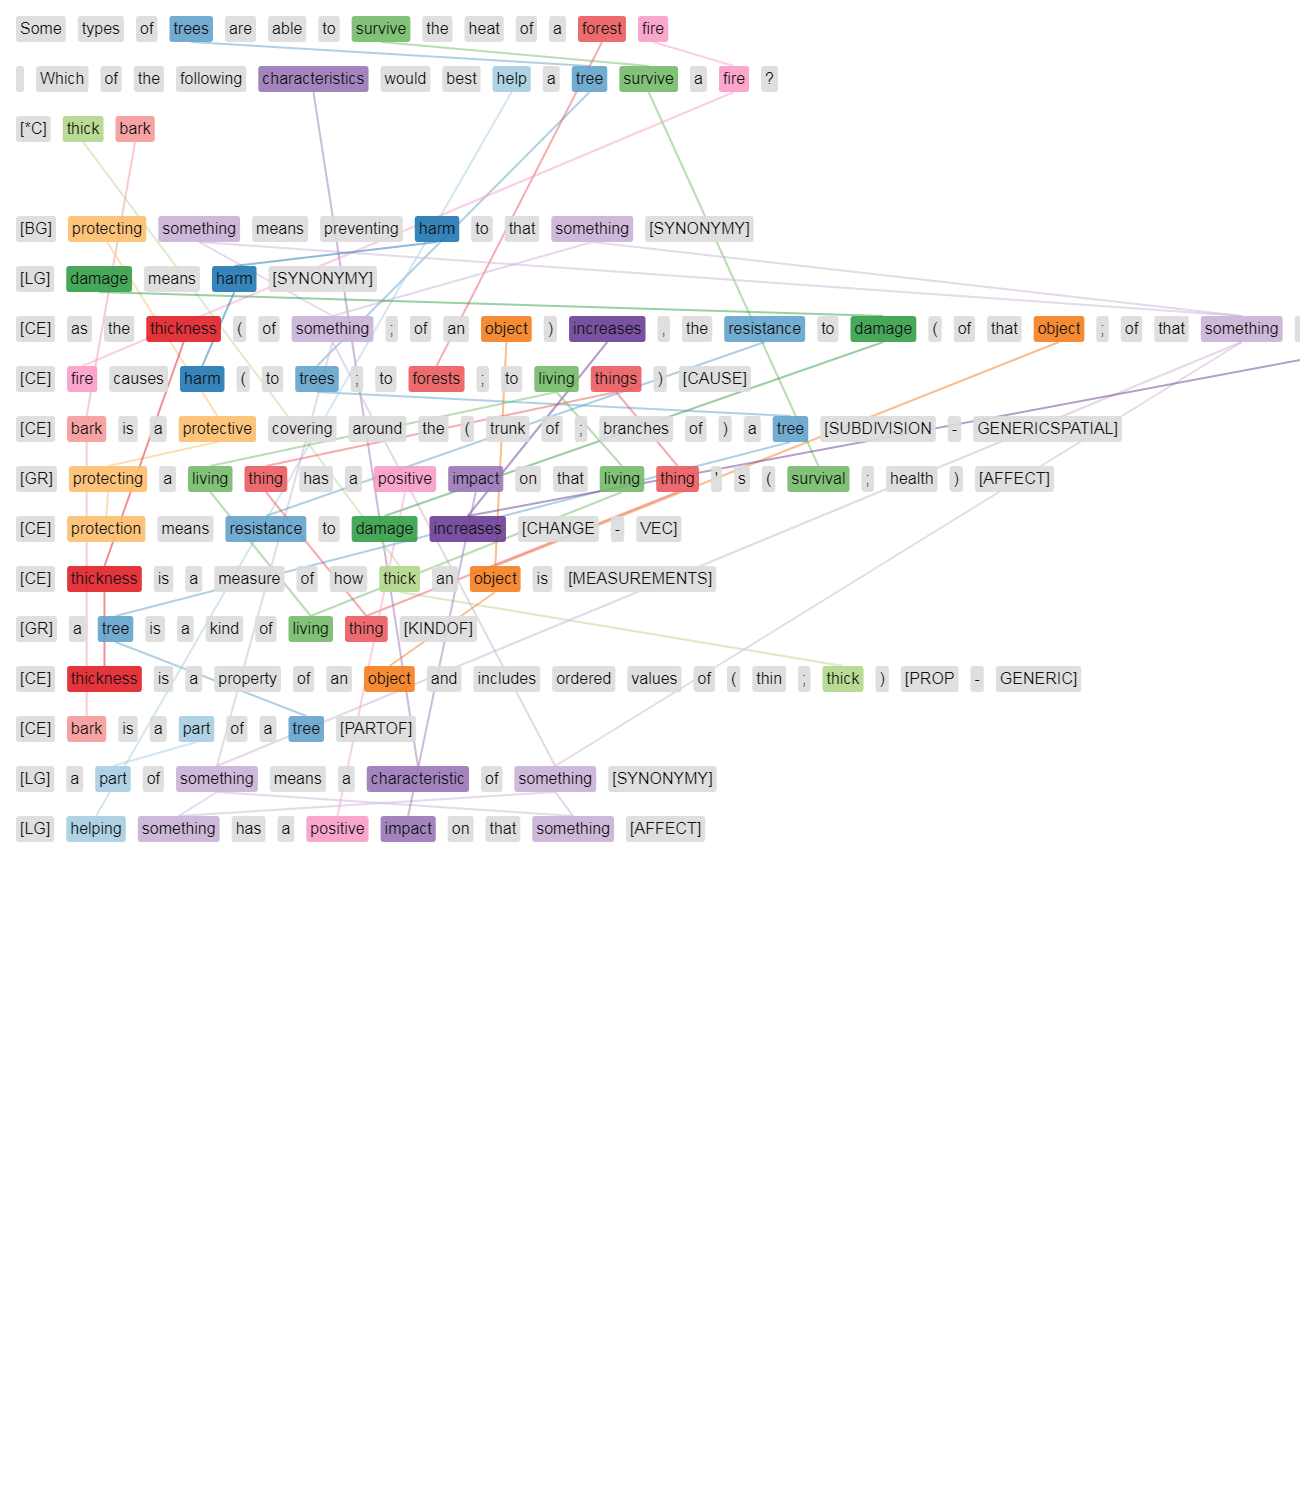 Some types of trees are able to survive the heat of a forest fire
Which of the following characteristics would best help a tree survive a fire ?
[*C] thick bark
[BG] protecting something means preventing harm to that something [SYNONYMY]
[LG] damage means harm [SYNONYMY]
[CE] as the thickness ( of something ; of an object ) increases , the resistance to damage ( of that object ; of that something
[CE] fire causes harm ( to trees ; to forests ; to living things ) [CAUSE]
[CE] bark is a protective covering around the ( trunk of ; branches of ) a tree [SUBDIVISION - GENERICSPATIAL]
[GR] protecting a living thing has a positive impact on that living thing ' s ( survival ; health ) [AFFECT]
[CE] protection means resistance to damage increases [CHANGE - VEC]
[CE] thickness is a measure of how thick an object is [MEASUREMENTS]
[GR] a tree is a kind of living thing [KINDOF]
[CE] thickness is a property of an object and includes ordered values of ( thin ; thick ) [PROP - GENERIC]
[CE] bark is a part of a tree [PARTOF]
[LG] a part of something means a characteristic of something [SYNONYMY]
[LG] helping something has a positive impact on that something [AFFECT]